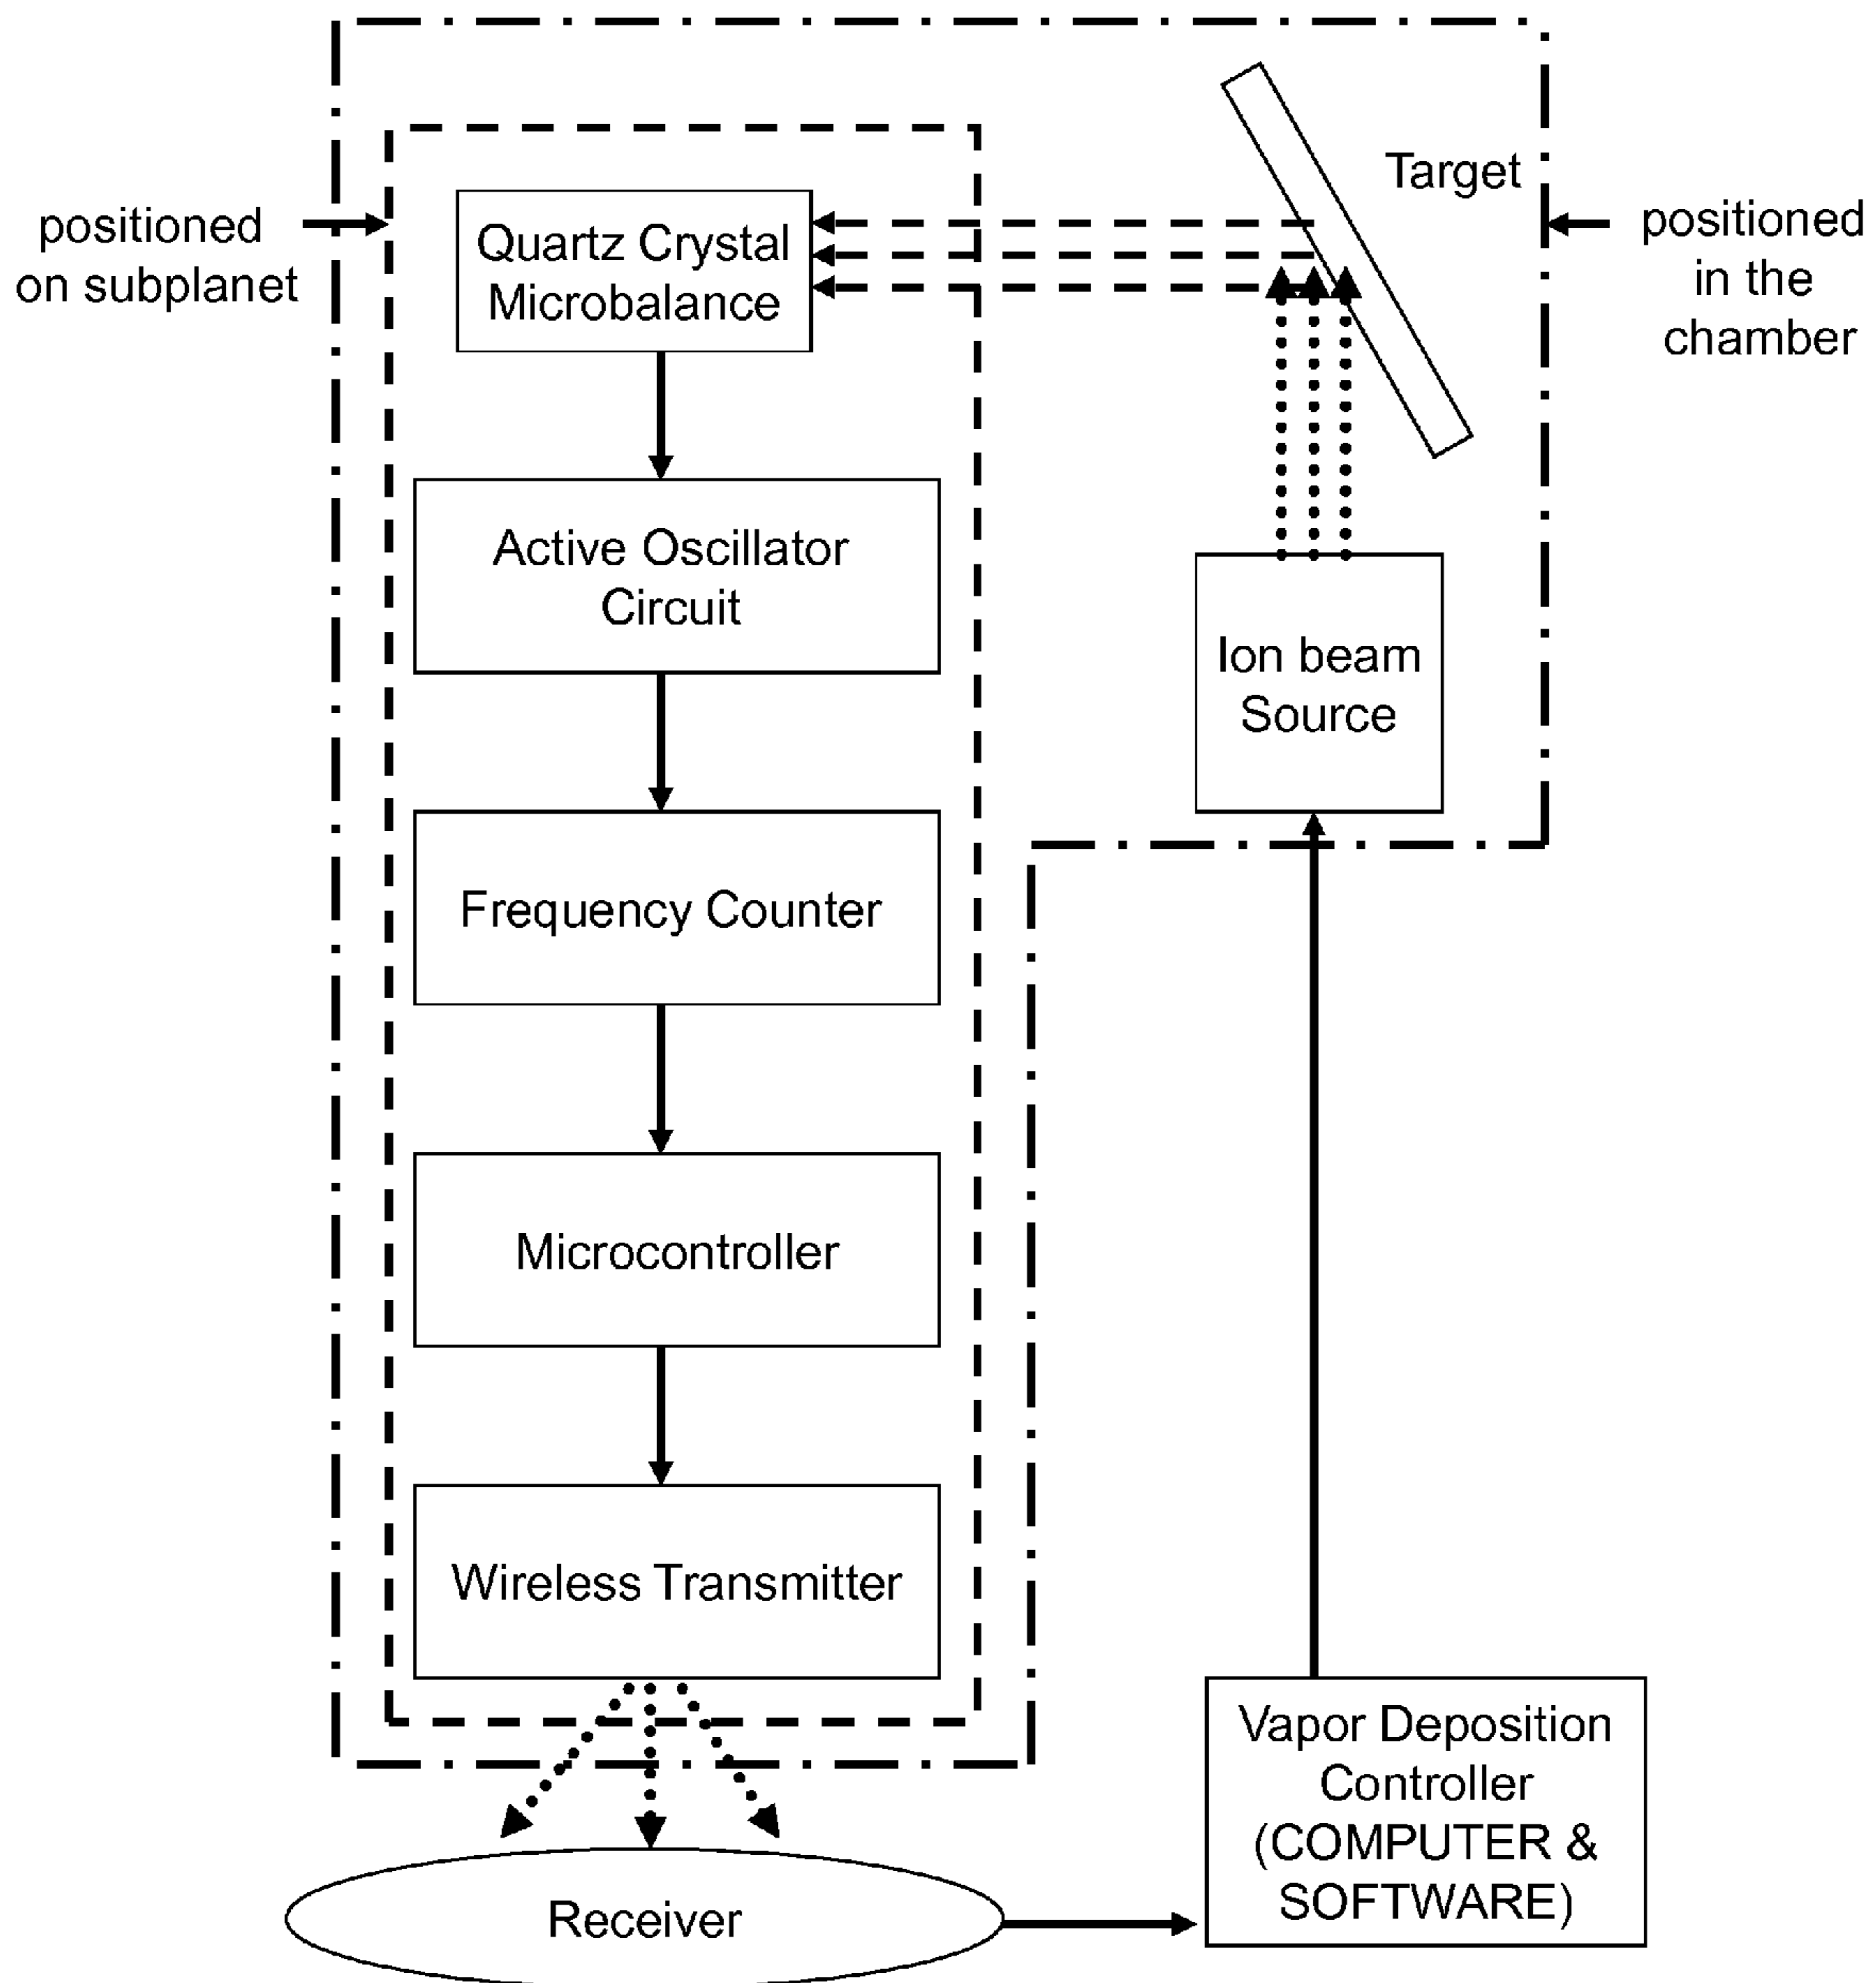 Target
positioned
on subplanet
Quartz Crystal
Microbalance
positioned
in the
chamber
Active Oscillator
Circuit
Ion beam
Source
Frequency Counter
Microcontroller
Wireless Transmitter
Vapor Deposition
Controller
(COMPUTER &
SOFTWARE)
Receiver